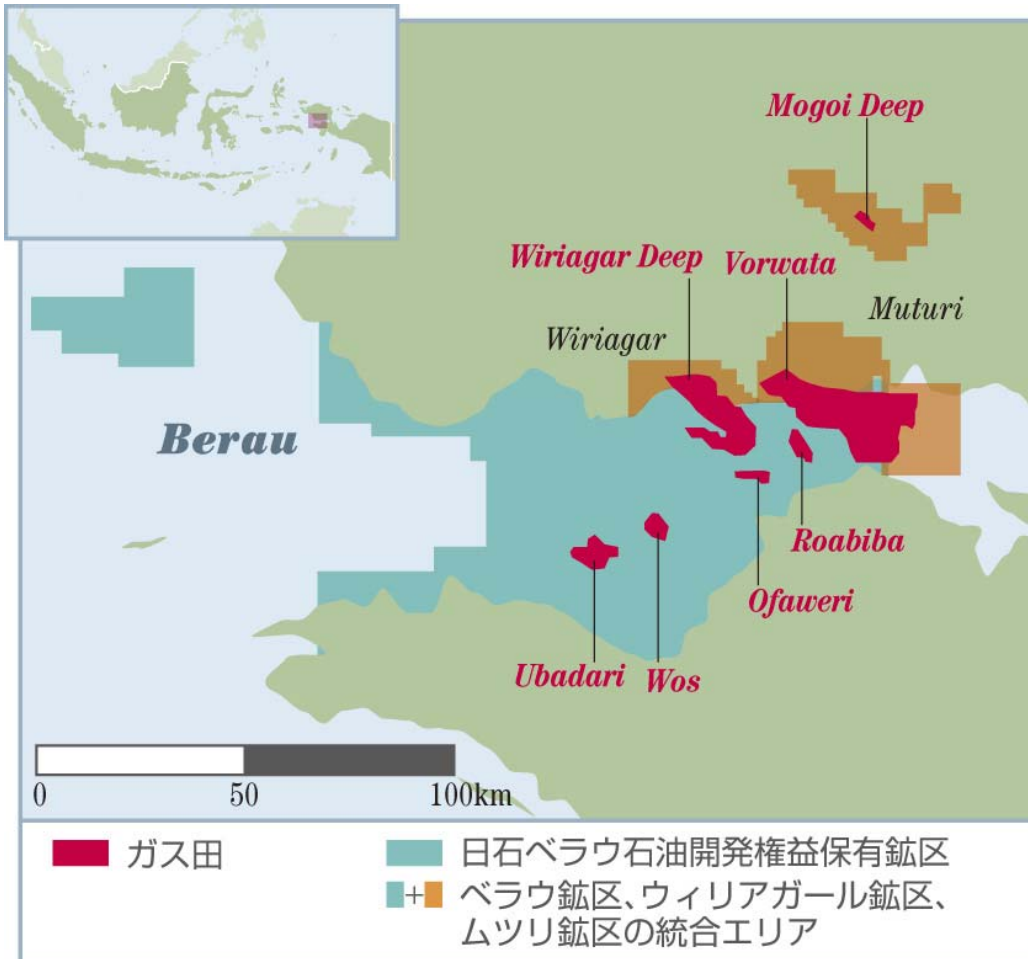 Mogoi Deep
Wiriagar Deep
Vorwata
Muturi
Wiriagar
Berau
Roabiba
Ofaweri
Ubadari
Wos
0
50
100km
ガス田
日石ベラウ石油開発権益保有鉱区
+
ベラウ鉱区、ウィリアガール鉱区、
ムツリ鉱区の統合エリア